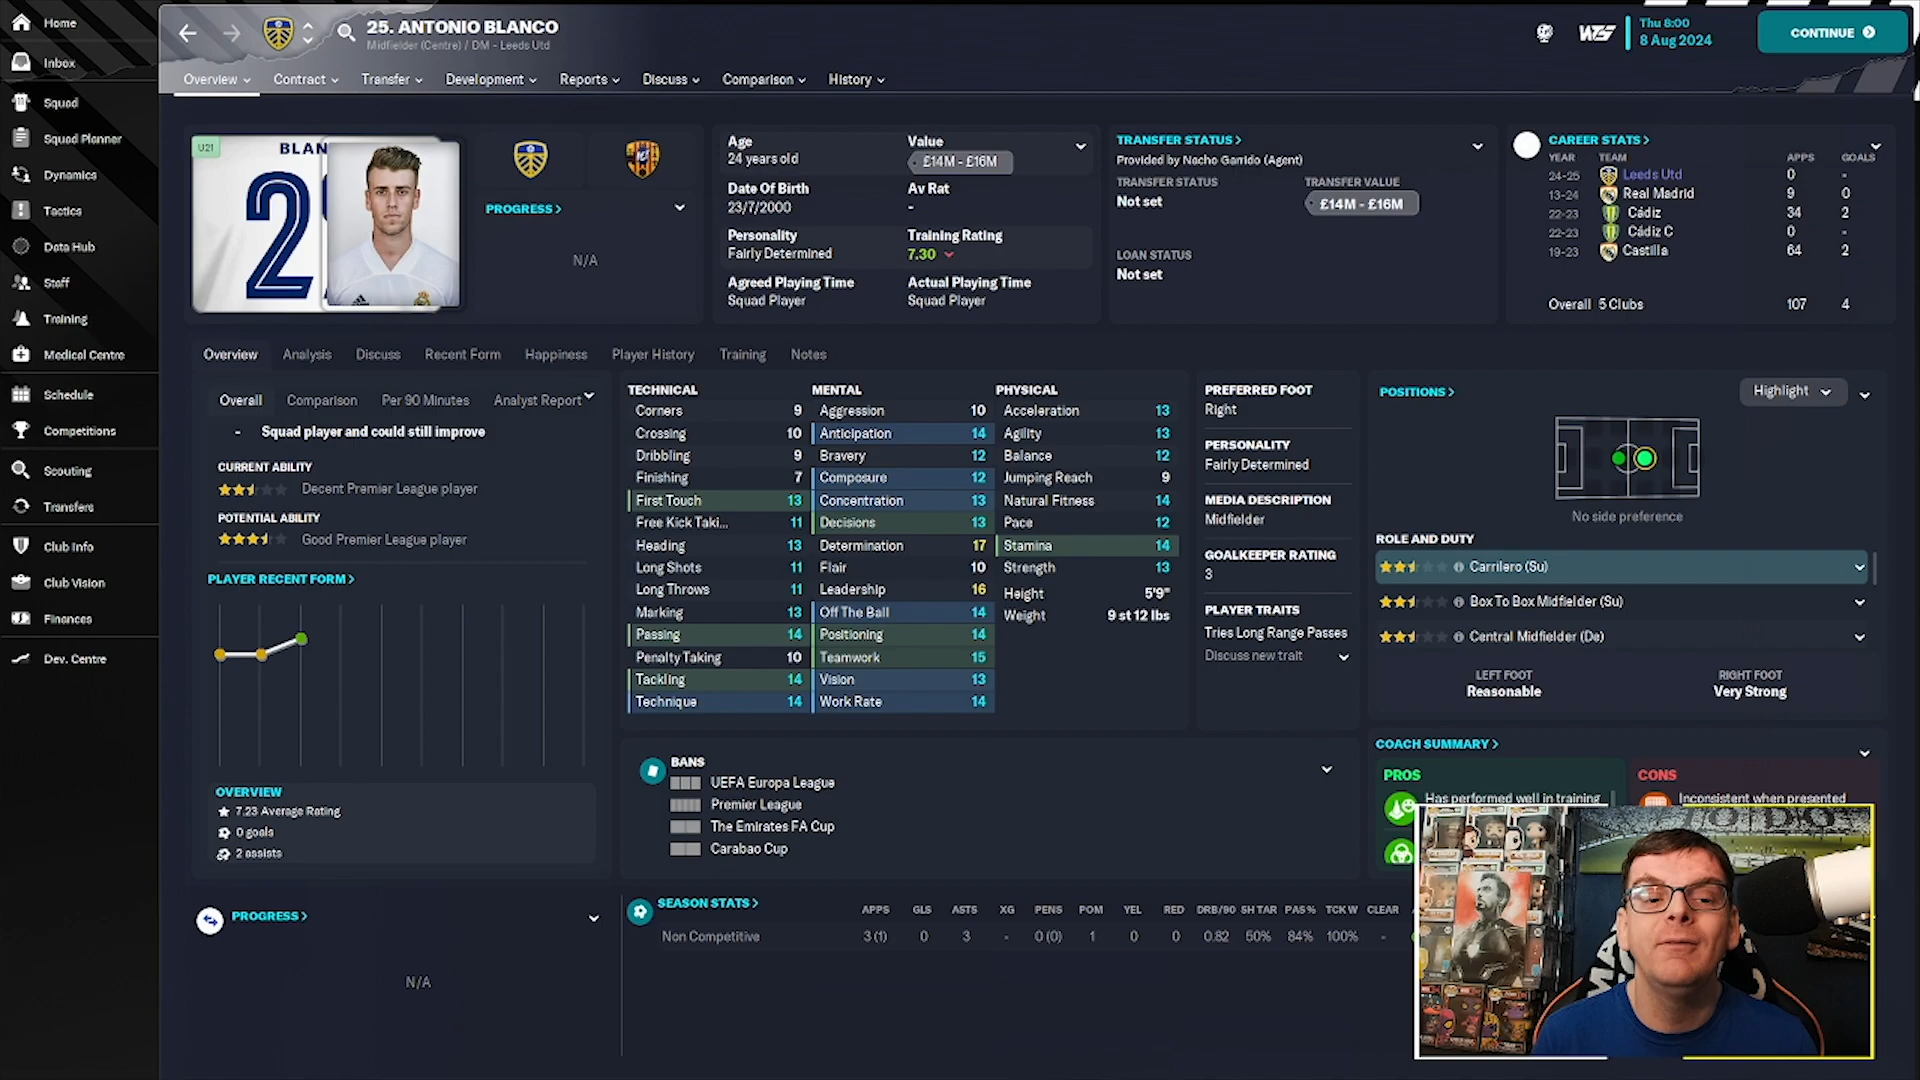 Home
Inbox
Squad
Squad Planner
Dynamics
Tactics
Data Hub
Staff
Training
Medical Centre
Schedule
Competitions
Scouting
Transfers
Club Info
Club Vision
Finances
Dev. Centre
25. ANTONIO BLANCO
Midfielder (Centre) / DM - Leeds Utd
Thu 8:00
8 Aug 2024
CONTINUE
Overview Contract Transfer Development Reports Discuss Comparison History
U21
BLAN
2
PROGRESS >
N/A
Age
24 years old
Value
£14M - £16M
Date Of Birth
23/7/2000
Av Rat
-
Personality
Fairly Determined
Training Rating
7.30
Agreed Playing Time
Squad Player
Actual Playing Time
Squad Player
TRANSFER STATUS >
Provided by Nacho Garrido (Agent)
TRANSFER STATUS
Not set
TRANSFER VALUE
£14M - £16M
LOAN STATUS
Not set
CAREER STATS >
YEAR TEAM APPS GOALS
24-25 Leeds Utd 0 -
13-24 Real Madrid 9 0
22-23 Cádiz 34 2
22-23 Cádiz C 0 -
19-23 Castilla 64 2
Overall 5 Clubs 107 4
Overview Analysis Discuss Recent Form Happiness Player History Training Notes
Overall Comparison Per 90 Minutes Analyst Report
- Squad player and could still improve
CURRENT ABILITY
Decent Premier League player
POTENTIAL ABILITY
Good Premier League player
PLAYER RECENT FORM >
OVERVIEW
7.23 Average Rating
0 goals
2 assists
TECHNICAL
Corners 9
Crossing 10
Dribbling 9
Finishing 7
First Touch 13
Free Kick Taki... 11
Heading 13
Long Shots 11
Long Throws 11
Marking 13
Passing 14
Penalty Taking 10
Tackling 14
Technique 14
MENTAL
Aggression 10
Anticipation 14
Bravery 12
Composure 12
Concentration 13
Decisions 13
Determination 17
Flair 10
Leadership 16
Off The Ball 14
Positioning 14
Teamwork 15
Vision 13
Work Rate 14
PHYSICAL
Acceleration 13
Agility 13
Balance 12
Jumping Reach 9
Natural Fitness 14
Pace 12
Stamina 14
Strength 13
Height 5'9"
Weight 9 st 12 lbs
PREFERRED FOOT
Right
PERSONALITY
Fairly Determined
MEDIA DESCRIPTION
Midfielder
GOALKEEPER RATING
3
PLAYER TRAITS
Tries Long Range Passes
Discuss new trait
POSITIONS >
Highlight
No side preference
ROLE AND DUTY
Carrilero (Su)
Box To Box Midfielder (Su)
Central Midfielder (De)
LEFT FOOT
Reasonable
RIGHT FOOT
Very Strong
COACH SUMMARY >
PROS
Has performed well in training
CONS
Inconsistent when presented
BANS
UEFA Europa League
Premier League
The Emirates FA Cup
Carabao Cup
PROGRESS >
N/A
SEASON STATS >
APPS GLS ASTS XG PENS POM YEL RED DRB/90 SH TAR PAS% TCK W CLEAR
Non Competitive 3 (1) 0 3 - 0 (0) 1 0 0 0.82 50% 84% 100% -